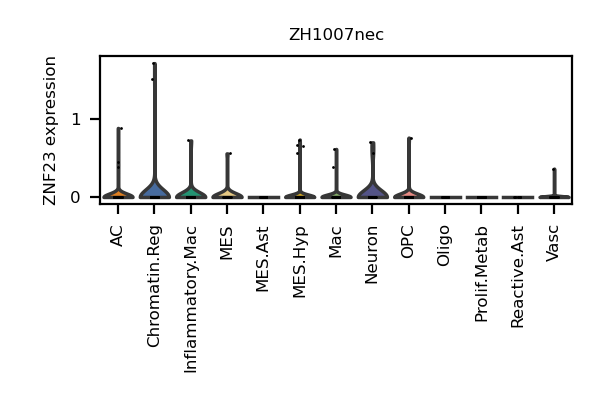 ZH1007nec
ZNF23 expression
1
0
AC
Chromatin.Reg
Inflammatory.Mac
MES
MES.Ast
MES.Hyp
Mac
Neuron
OPC
Oligo
Prolif.Metab
Reactive.Ast
Vasc